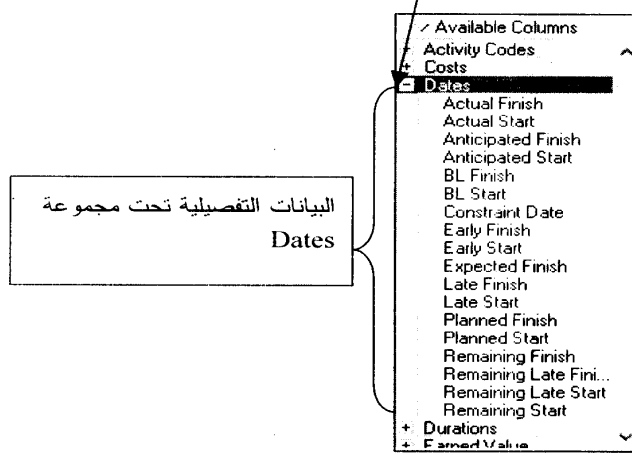 Available Columns
+ Activity Codes
+ Costs
- Dates
Actual Finish
Actual Start
Anticipated Finish
Anticipated Start
BL Finish
BL Start
Constraint Date
Early Finish
Early Start
Expected Finish
Late Finish
Late Start
Planned Finish
Planned Start
Remaining Finish
Remaining Late Fini...
Remaining Late Start
Remaining Start
+ Durations
+ Earned Value
البيانات التفصيلية تحت مجموعة
Dates